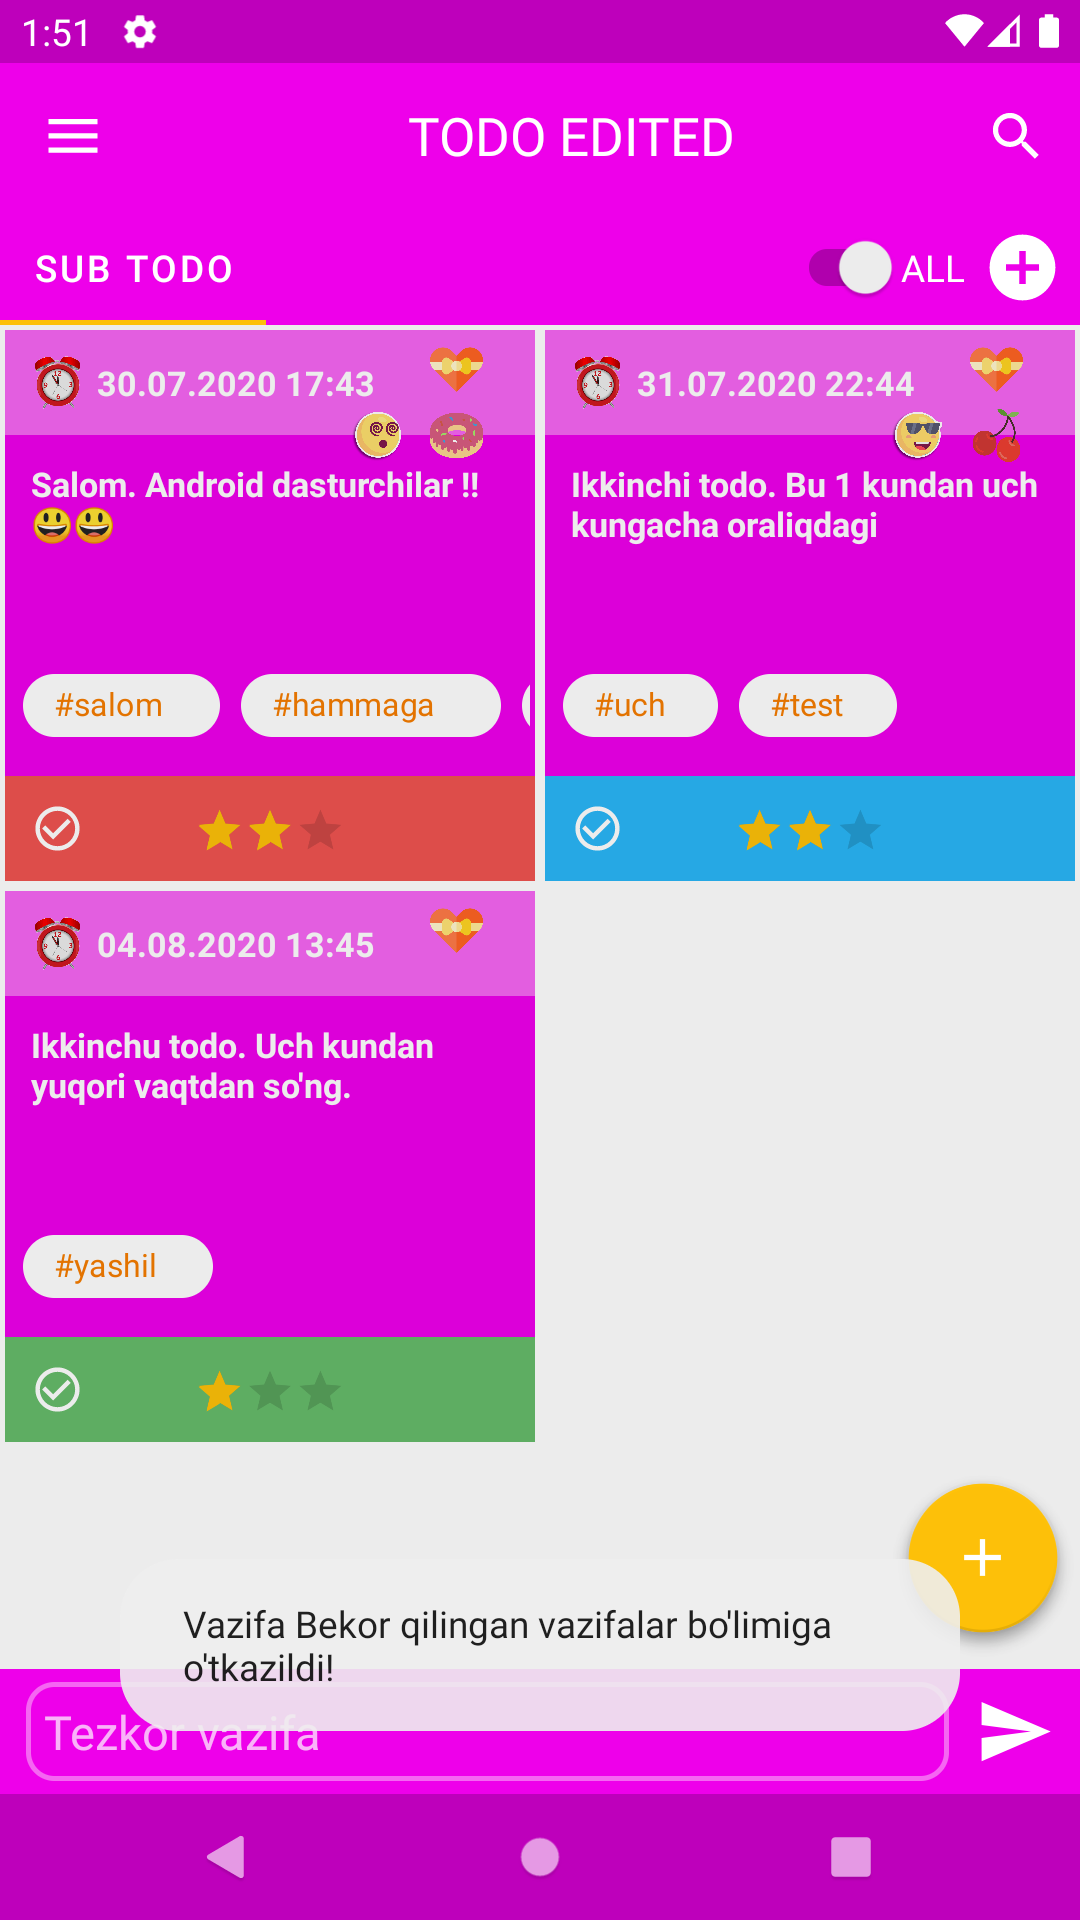 1:51
TODO EDITED
SUB TODO
ALL
30.07.2020 17:43
Salom. Android dasturchilar !!
😃😃
#salom
#hammaga
31.07.2020 22:44
Ikkinchi todo. Bu 1 kundan uch
kungacha oraliqdagi
#uch
#test
04.08.2020 13:45
Ikkinchu todo. Uch kundan
yuqori vaqtdan so'ng.
#yashil
Vazifa Bekor qilingan vazifalar bo'limiga
o'tkazildi!
Tezkor vazifa